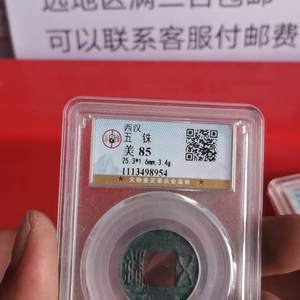 远地区满三百包邮
可以联系客服付邮费
西汉
五 铢
美 85
25.3*1.6mm,3.4g
1113498954